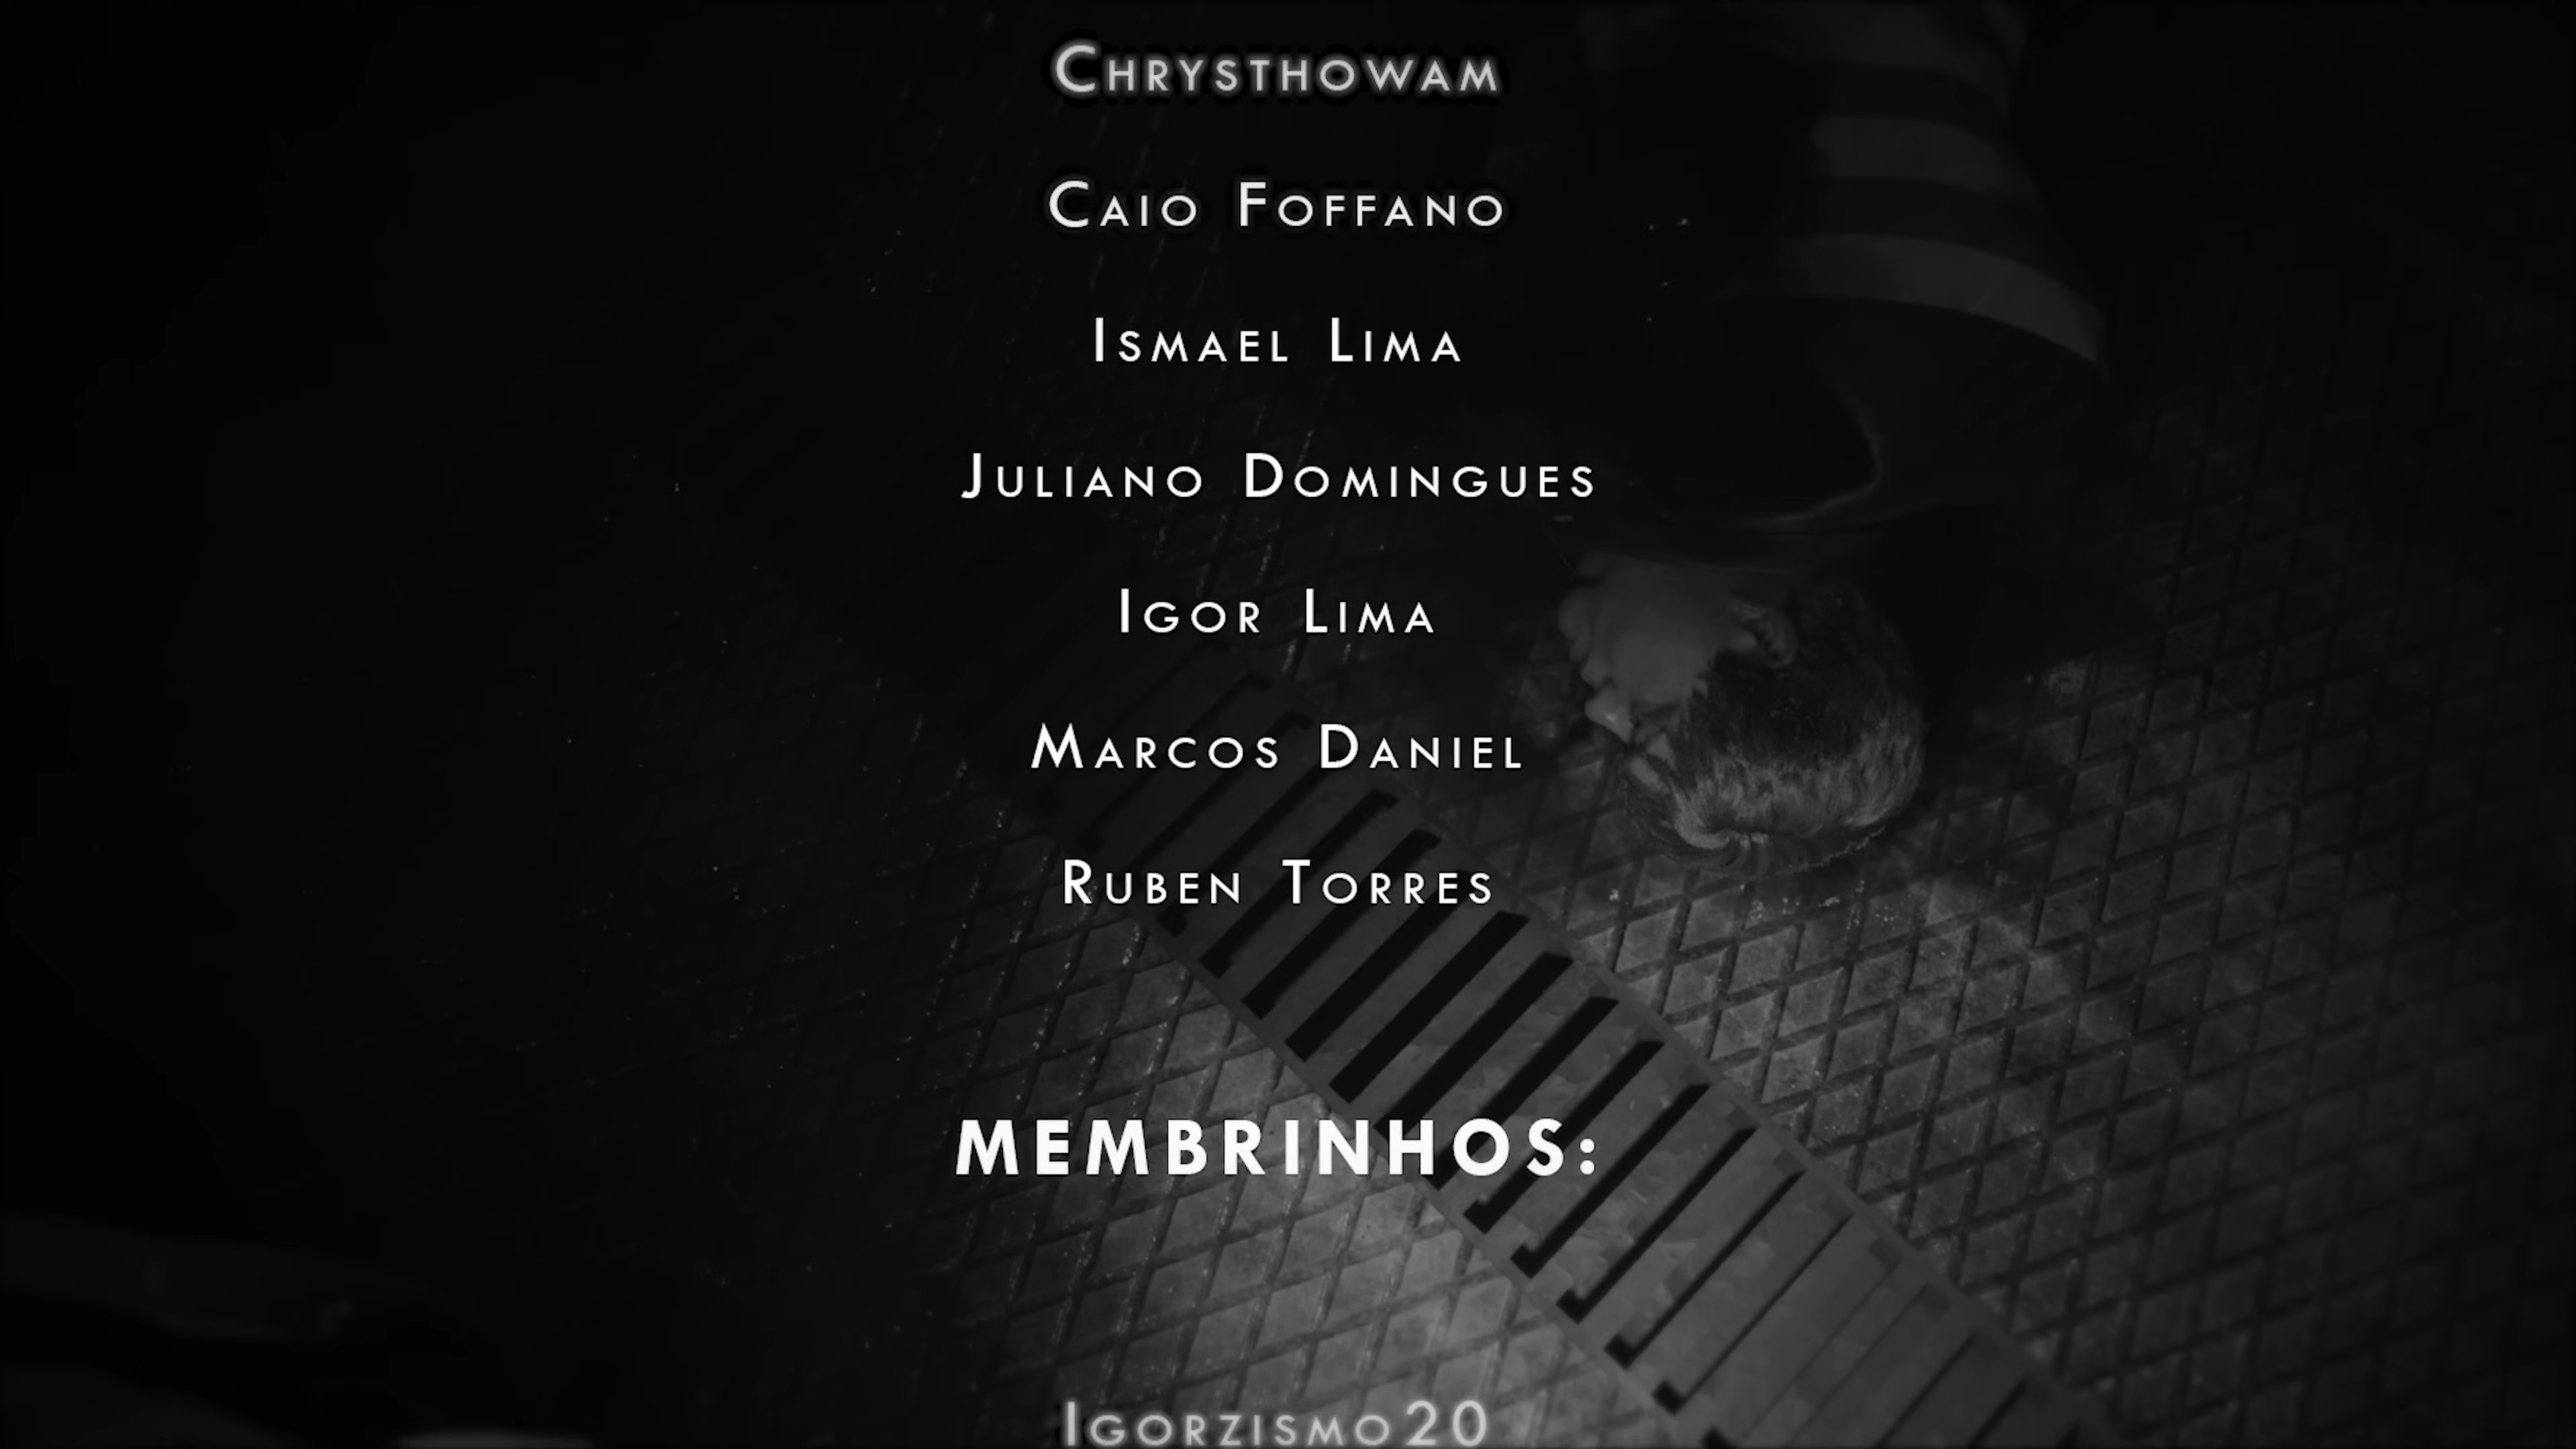 Chrysthowam
Caio Foffano
Ismael Lima
Juliano Domingues
Igor Lima
Marcos Daniel
Ruben Torres
MEMBRINHOS:
Igorzismo20